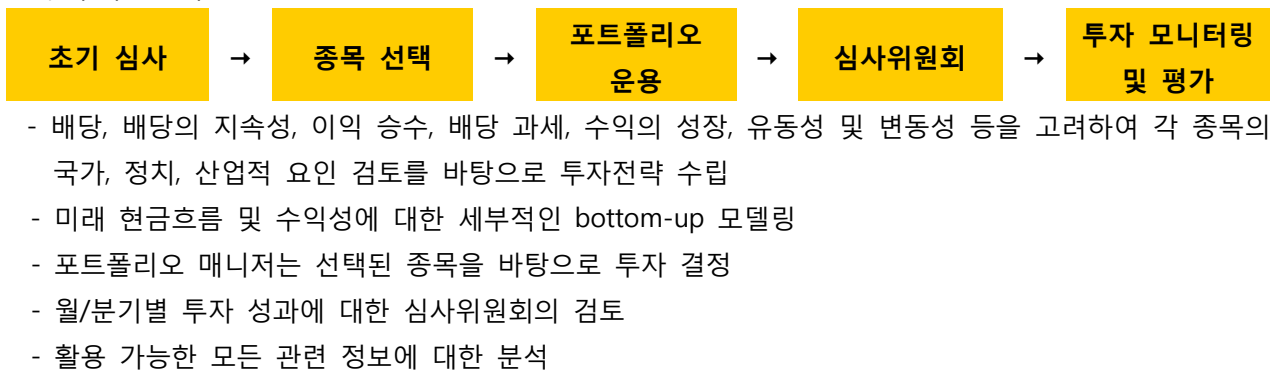 초기 심사 → 종목 선택 → 포트폴리오 운용 → 심사위원회 → 투자 모니터링 및 평가
- 배당, 배당의 지속성, 이익 승수, 배당 과세, 수익의 성장, 유동성 및 변동성 등을 고려하여 각 종목의
국가, 정치, 산업적 요인 검토를 바탕으로 투자전략 수립
- 미래 현금흐름 및 수익성에 대한 세부적인 bottom-up 모델링
- 포트폴리오 매니저는 선택된 종목을 바탕으로 투자 결정
- 월/분기별 투자 성과에 대한 심사위원회의 검토
- 활용 가능한 모든 관련 정보에 대한 분석